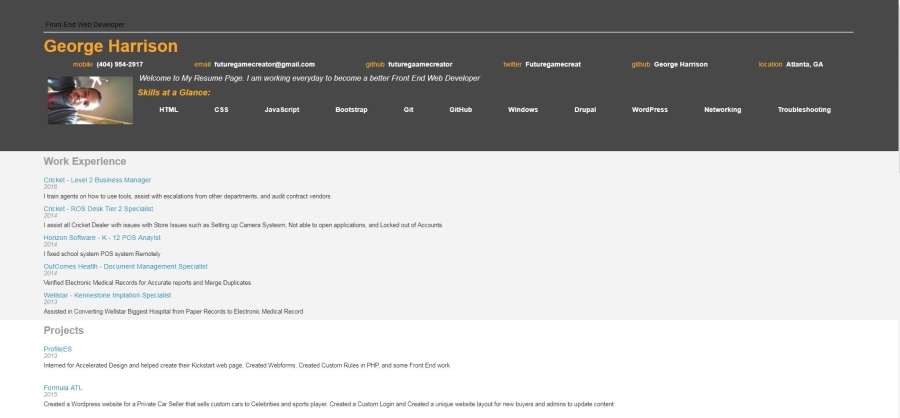 Front-End Web Developer
George Harrison
mobile (404) 954-2917 email futuregamecreator@gmail.com github futuregaamecreator twitter Futuregamecreat github George Harrison location Atlanta, GA
Welcome to My Resume Page. I am working everyday to become a better Front End Web Developer
Skills at a Glance:
HTML CSS JavaScript Bootstrap Git GitHub Windows Drupal WordPress Networking Troubleshooting
Work Experience
Cricket - Level 2 Business Manager
2016
I train agents on how to use tools, assist with escalations from other departments, and audit contract vendors
Cricket - ROS Desk Tier 2 Specialist
2014
I assist all Cricket Dealer with issues with Store Issues such as Setting up Camera Systesm, Not able to open applications, and Locked out of Accounts
Horizon Software - K - 12 POS Anaylst
2014
I fixed school system POS system Remotely
OutComes Health - Document Management Specialist
2014
Verified Electronic Medical Records for Accurate reports and Merge Duplicates
Wellstar - Kennestone Implation Specialist
2013
Assisted in Converting Wellstar Biggest Hospital from Paper Records to Electronic Medical Record
Projects
ProfileES
2013
Interned for Accelerated Design and helped create their Kickstart web page. Created Webforms, Created Custom Rules in PHP, and some Front End work
Formula ATL
2015
Created a Wordpress website for a Private Car Seller that sells custom cars to Celebrities and sports player. Created a Custom Login and Created a unique website layout for new buyers and admins to update content